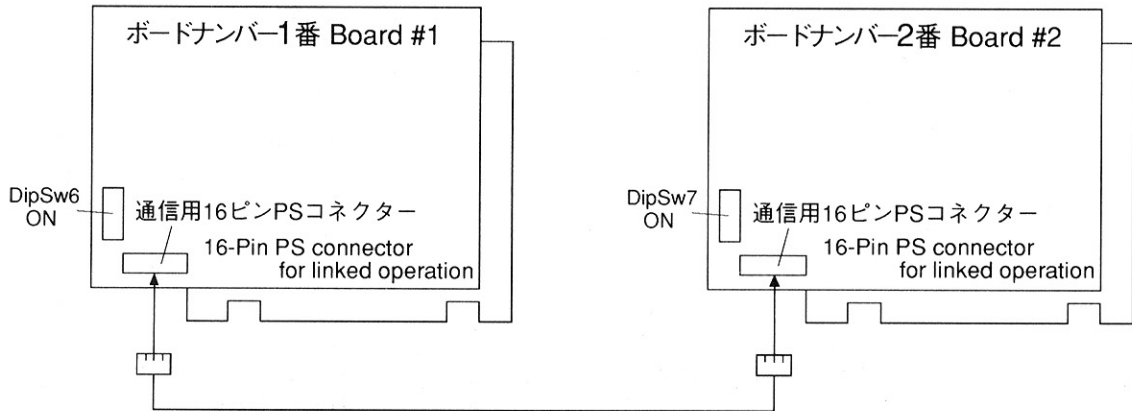 ボードナンバー1番 Board #1
DipSw6
ON
通信用16ピンPSコネクター
16-Pin PS connector
for linked operation
ボードナンバー2番 Board #2
DipSw7
ON
通信用16ピンPSコネクター
16-Pin PS connector
for linked operation